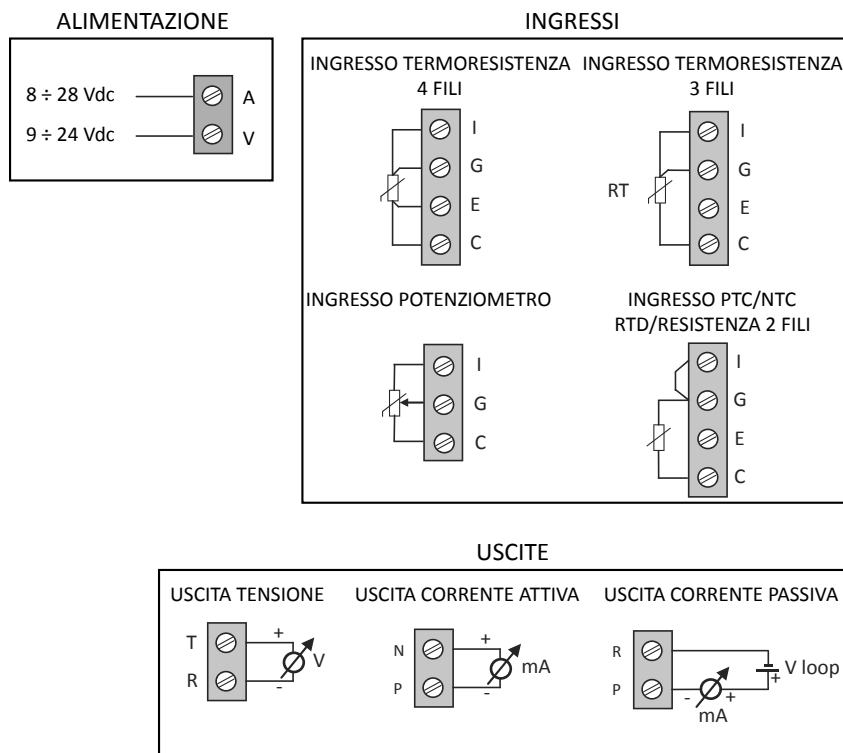 ALIMENTAZIONE
8 ÷ 28 Vdc
A
9 ÷ 24 Vdc
V
INGRESSI
INGRESSO TERMORESISTENZA
4 FILI
I
G
E
C
INGRESSO TERMORESISTENZA
3 FILI
RT
I
G
E
C
INGRESSO POTENZIOMETRO
I
G
C
INGRESSO PTC/NTC
RTD/RESISTENZA 2 FILI
I
G
E
C
USCITE
USCITA TENSIONE
T
+
V
R
-
USCITA CORRENTE ATTIVA
N
+
mA
P
-
USCITA CORRENTE PASSIVA
R
V loop
+
P
-
+
mA